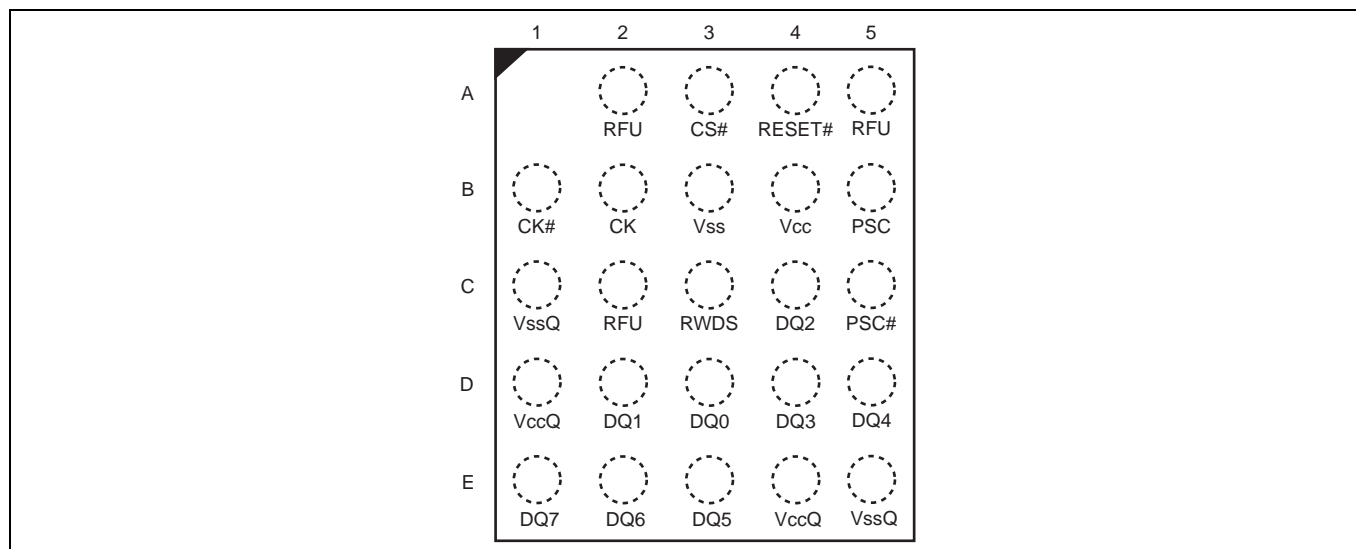 1 2 3 4 5
A
RFU CS# RESET# RFU
B
CK# CK Vss Vcc PSC
C
VssQ RFU RWDS DQ2 PSC#
D
VccQ DQ1 DQ0 DQ3 DQ4
E
DQ7 DQ6 DQ5 VccQ VssQ